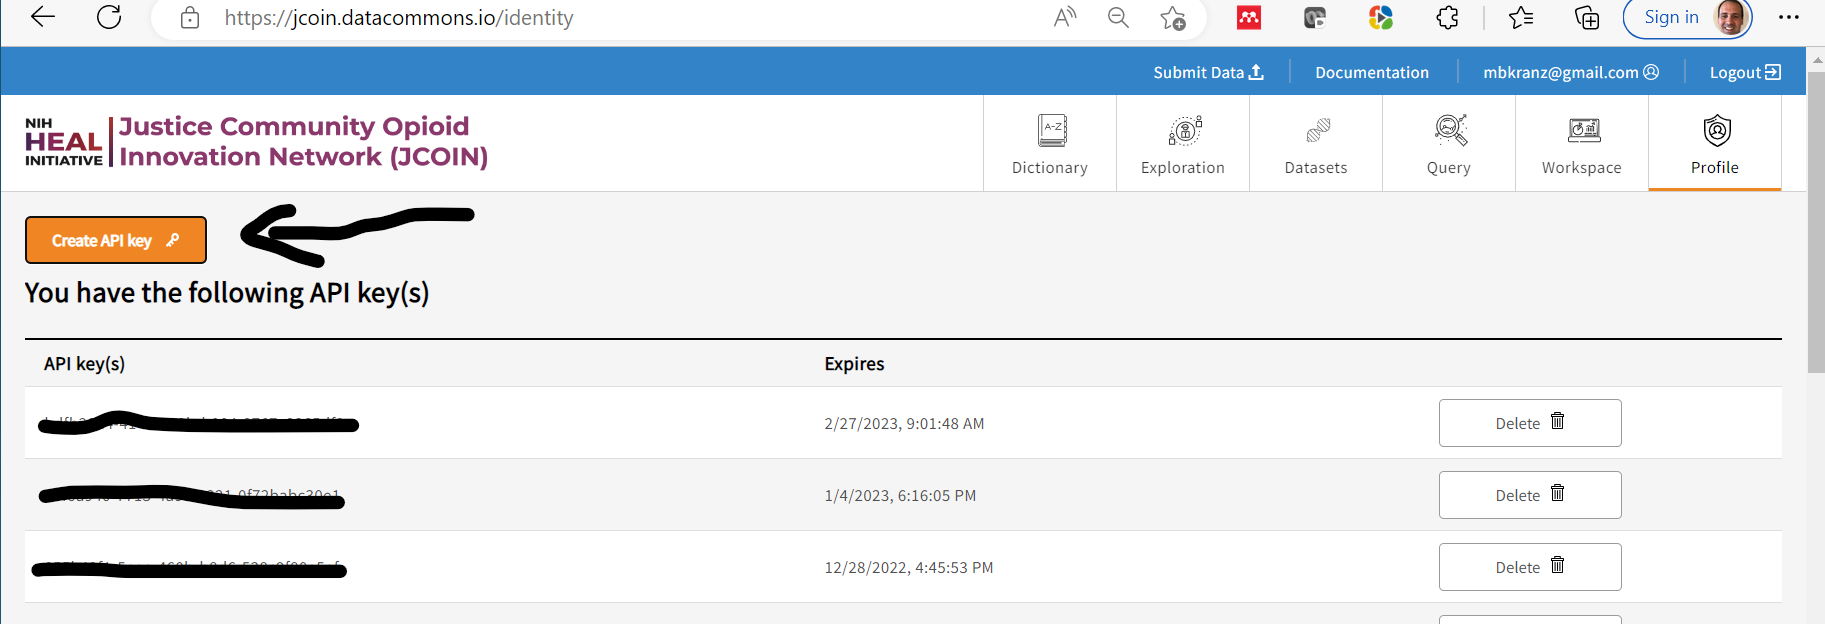 https://jcoin.datacommons.io/identity
Sign in
Submit Data
Documentation
mbkranz@gmail.com
Logout
NIH
HEAL
INITIATIVE
Justice Community Opioid
Innovation Network (JCOIN)
A-Z
Dictionary
Exploration
Datasets
Query
Workspace
Profile
Create API key
You have the following API key(s)
API key(s) Expires
2/27/2023, 9:01:48 AM Delete
1/4/2023, 6:16:05 PM Delete
12/28/2022, 4:45:53 PM Delete